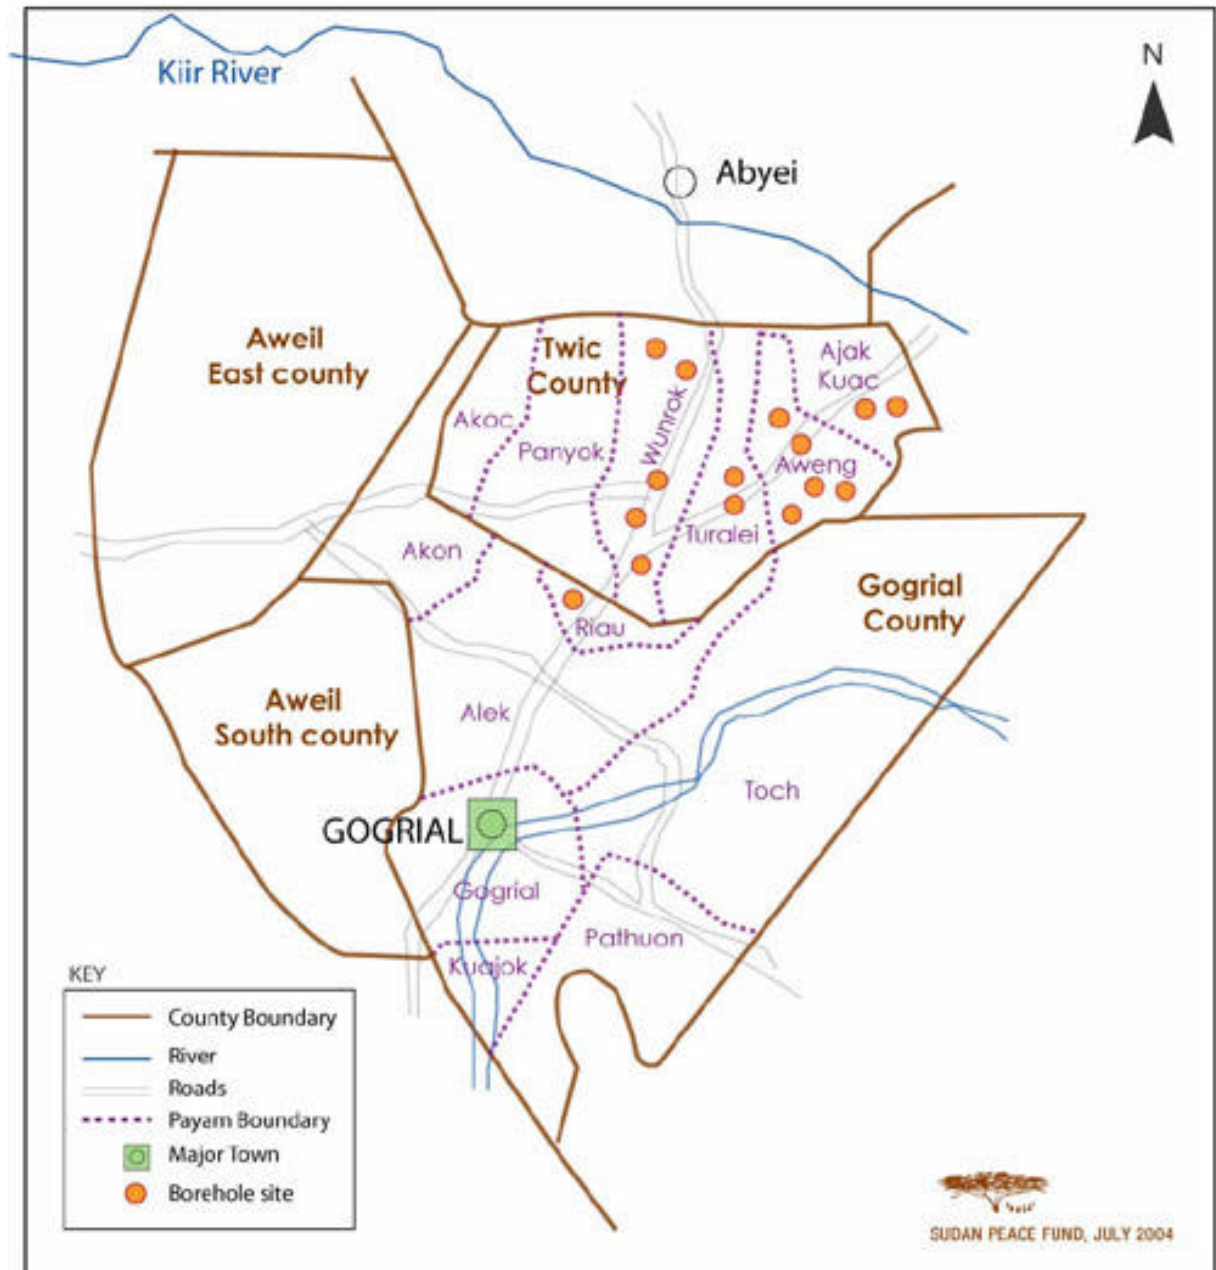 Kiir River
N
Abyei
Aweil
East county
Twic
County
Ajak
Kuac
Akoc
Panyok
Wunrok
Aweng
Turalei
Akon
Gogrial
County
Riau
Aweil
South county
Alek
Toch
GOGRIAL
Gogrial
Pathuon
Kuajok
KEY
County Boundary
River
Roads
Payam Boundary
Major Town
Borehole site
SUDAN PEACE FUND, JULY 2004